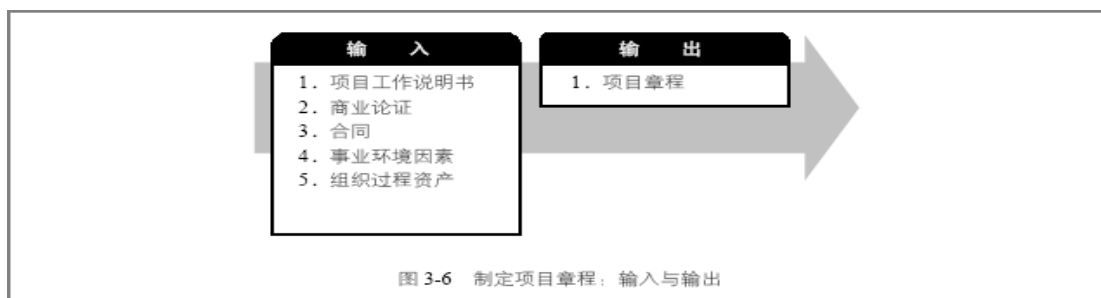 输 入
1. 项目工作说明书
2. 商业论证
3. 合同
4. 事业环境因素
5. 组织过程资产
输 出
1. 项目章程
图 3-6 制定项目章程：输入与输出